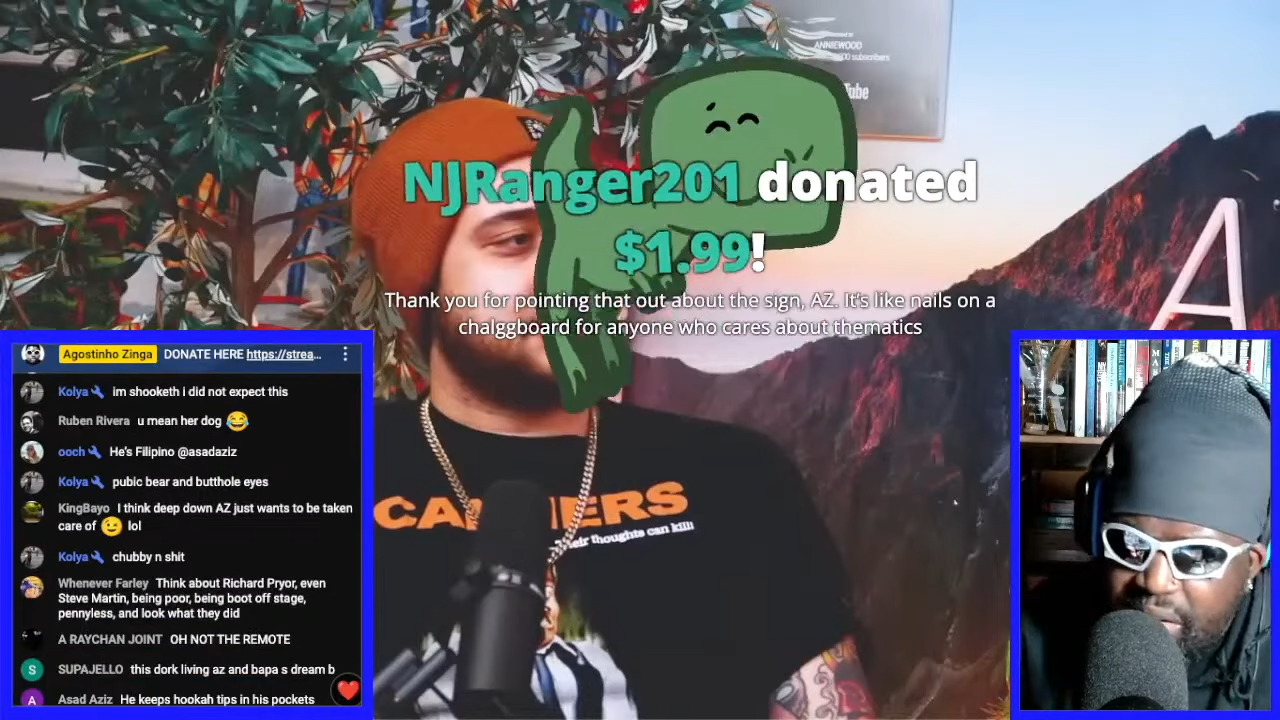 ANNIEWOOD
subscribers
NJRanger201 donated
$1.99!
Thank you for pointing that out about the sign, AZ. It's like nails on a
chalggboard for anyone who cares about thematics
A
their thoughts can kill!
Agostinho Zinga DONATE HERE https://strea...
Kolya im shooketh i did not expect this
Ruben Rivera u mean her dog 😂
ooch He's Filipino @asadaziz
Kolya pubic bear and butthole eyes
KingBayo I think deep down AZ just wants to be taken
care of 😉 lol
Kolya chubby n shit
Whenever Farley Think about Richard Pryor, even
Steve Martin, being poor, being boot off stage,
pennyless, and look what they did
A RAYCHAN JOINT OH NOT THE REMOTE
S SUPAJELLO this dork living az and bapa s dream b
A Asad Aziz He keeps hookah tips in his pockets